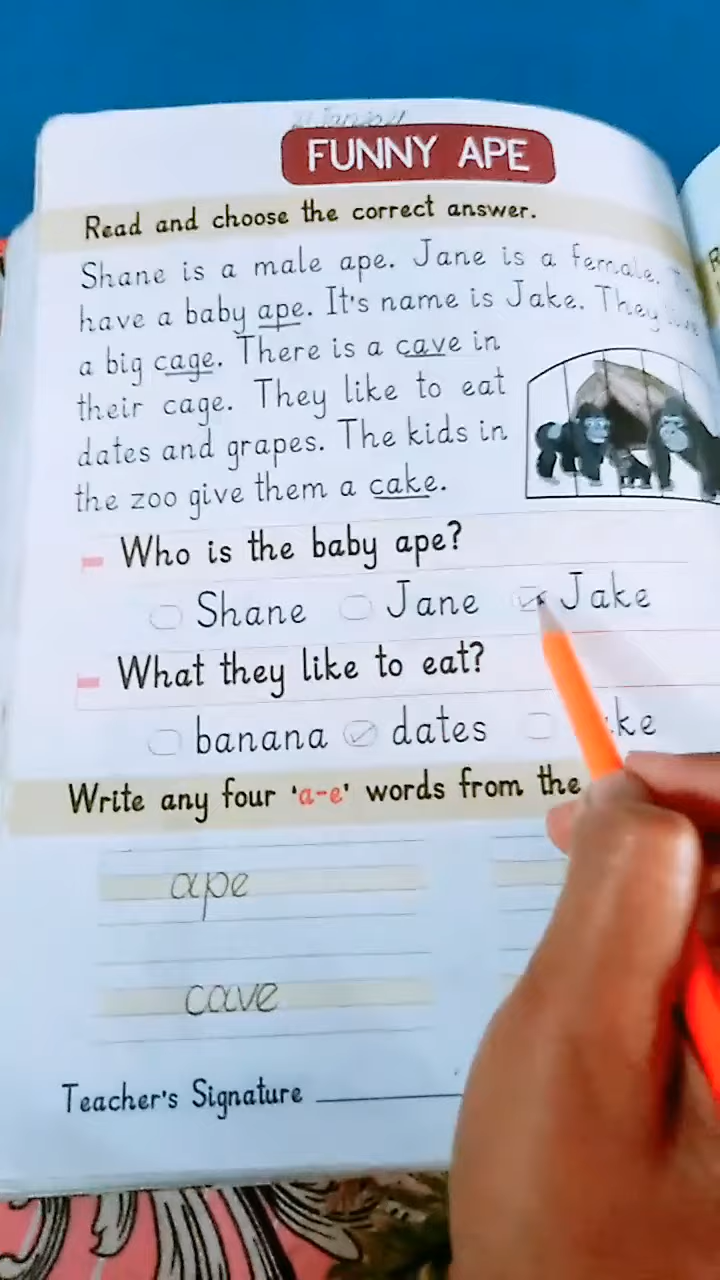 FUNNY APE
Read and choose the correct answer.
Shane is a male ape. Jane is a female.
have a baby ape. It's name is Jake. They live
a big cage. There is a cave in
their cage. They like to eat
dates and grapes. The kids in
the zoo give them a cake.
Who is the baby ape?
Shane Jane Jake
What they like to eat?
banana dates
Write any four 'a-e' words from the
ape
cave
Teacher's Signature